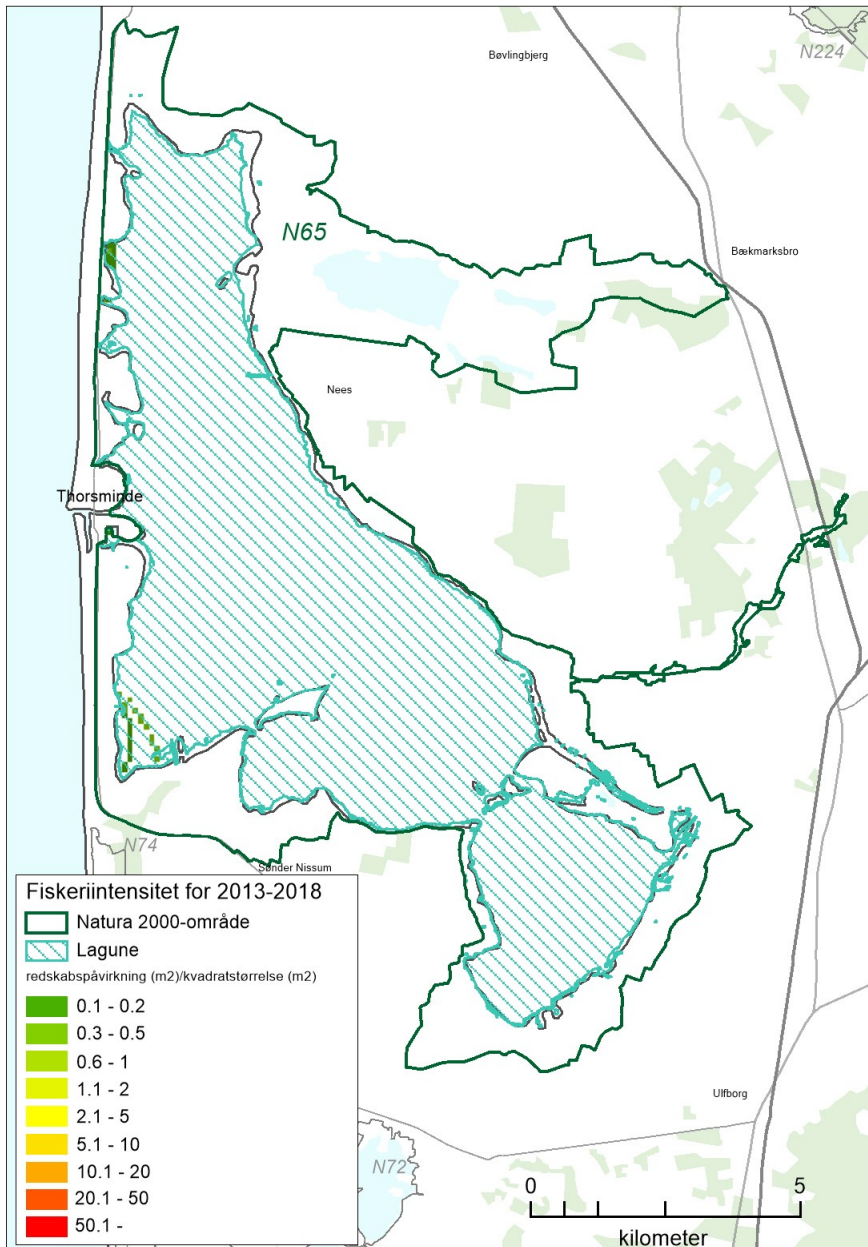 Bøvlingbjerg
N224
N65
Bækmarksbro
Nees
Thorsminde
N74
Sønder Nissum
Fiskeriintensitet for 2013-2018
Natura 2000-område
Lagune
redskabspåvirkning (m2)/kvadratstørrelse (m2)
0.1 - 0.2
0.3 - 0.5
0.6 - 1
1.1 - 2
2.1 - 5
5.1 - 10
10.1 - 20
20.1 - 50
50.1 -
Ulfborg
N72
0 5
kilometer